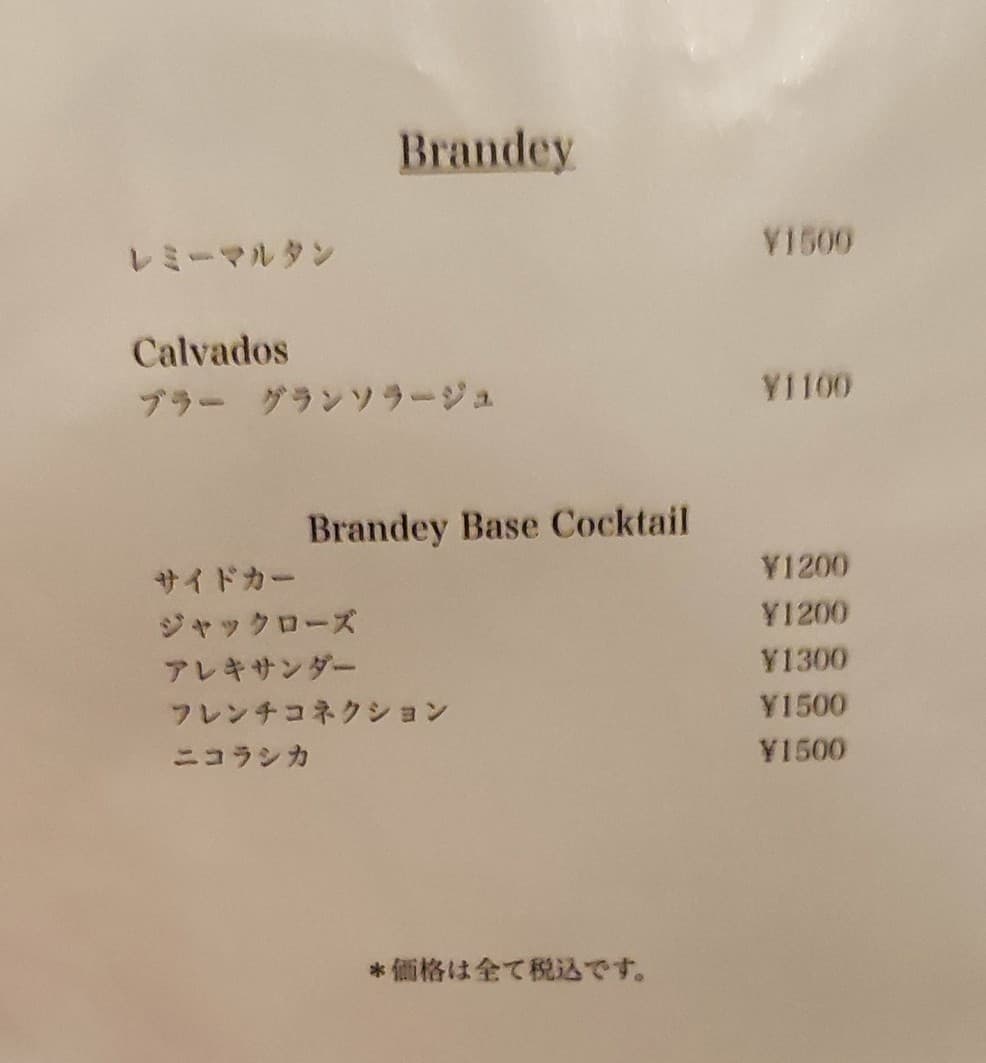 Brandey
レミーマルタン ¥1500
Calvados
ブラー グランソラージュ ¥1100
Brandey Base Cocktail
サイドカー ¥1200
ジャックローズ ¥1200
アレキサンダー ¥1300
フレンチコネクション ¥1500
ニコラシカ ¥1500
*価格は全て税込です。